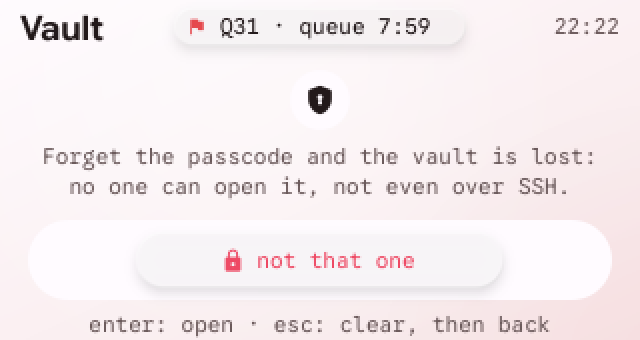 Vault
Q31 · queue 7:59
22:22
Forget the passcode and the vault is lost:
no one can open it, not even over SSH.
not that one
enter: open · esc: clear, then back